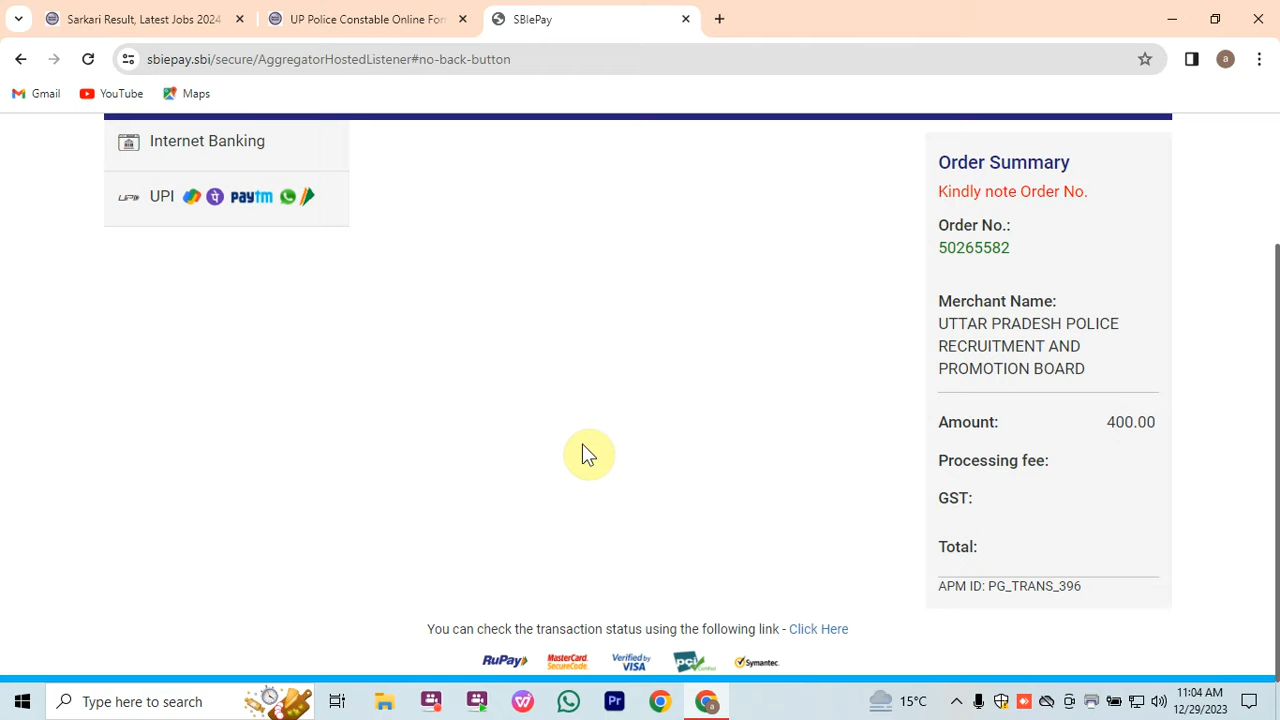 Sarkari Result, Latest Jobs 2024
UP Police Constable Online For
SBIePay
sbiepay.sbi/secure/AggregatorHostedListener#no-back-button
a
Gmail
YouTube
Maps
Internet Banking
UPI UPI paytm
Order Summary
Kindly note Order No.
Order No.:
50265582
Merchant Name:
UTTAR PRADESH POLICE
RECRUITMENT AND
PROMOTION BOARD
Amount: 400.00
Processing fee:
GST:
Total:
APM ID: PG_TRANS_396
You can check the transaction status using the following link - Click Here
RuPay MasterCard SecureCode Verified by VISA pci Certified Symantec
Type here to search
Pr
15°C
11:04 AM
12/29/2023